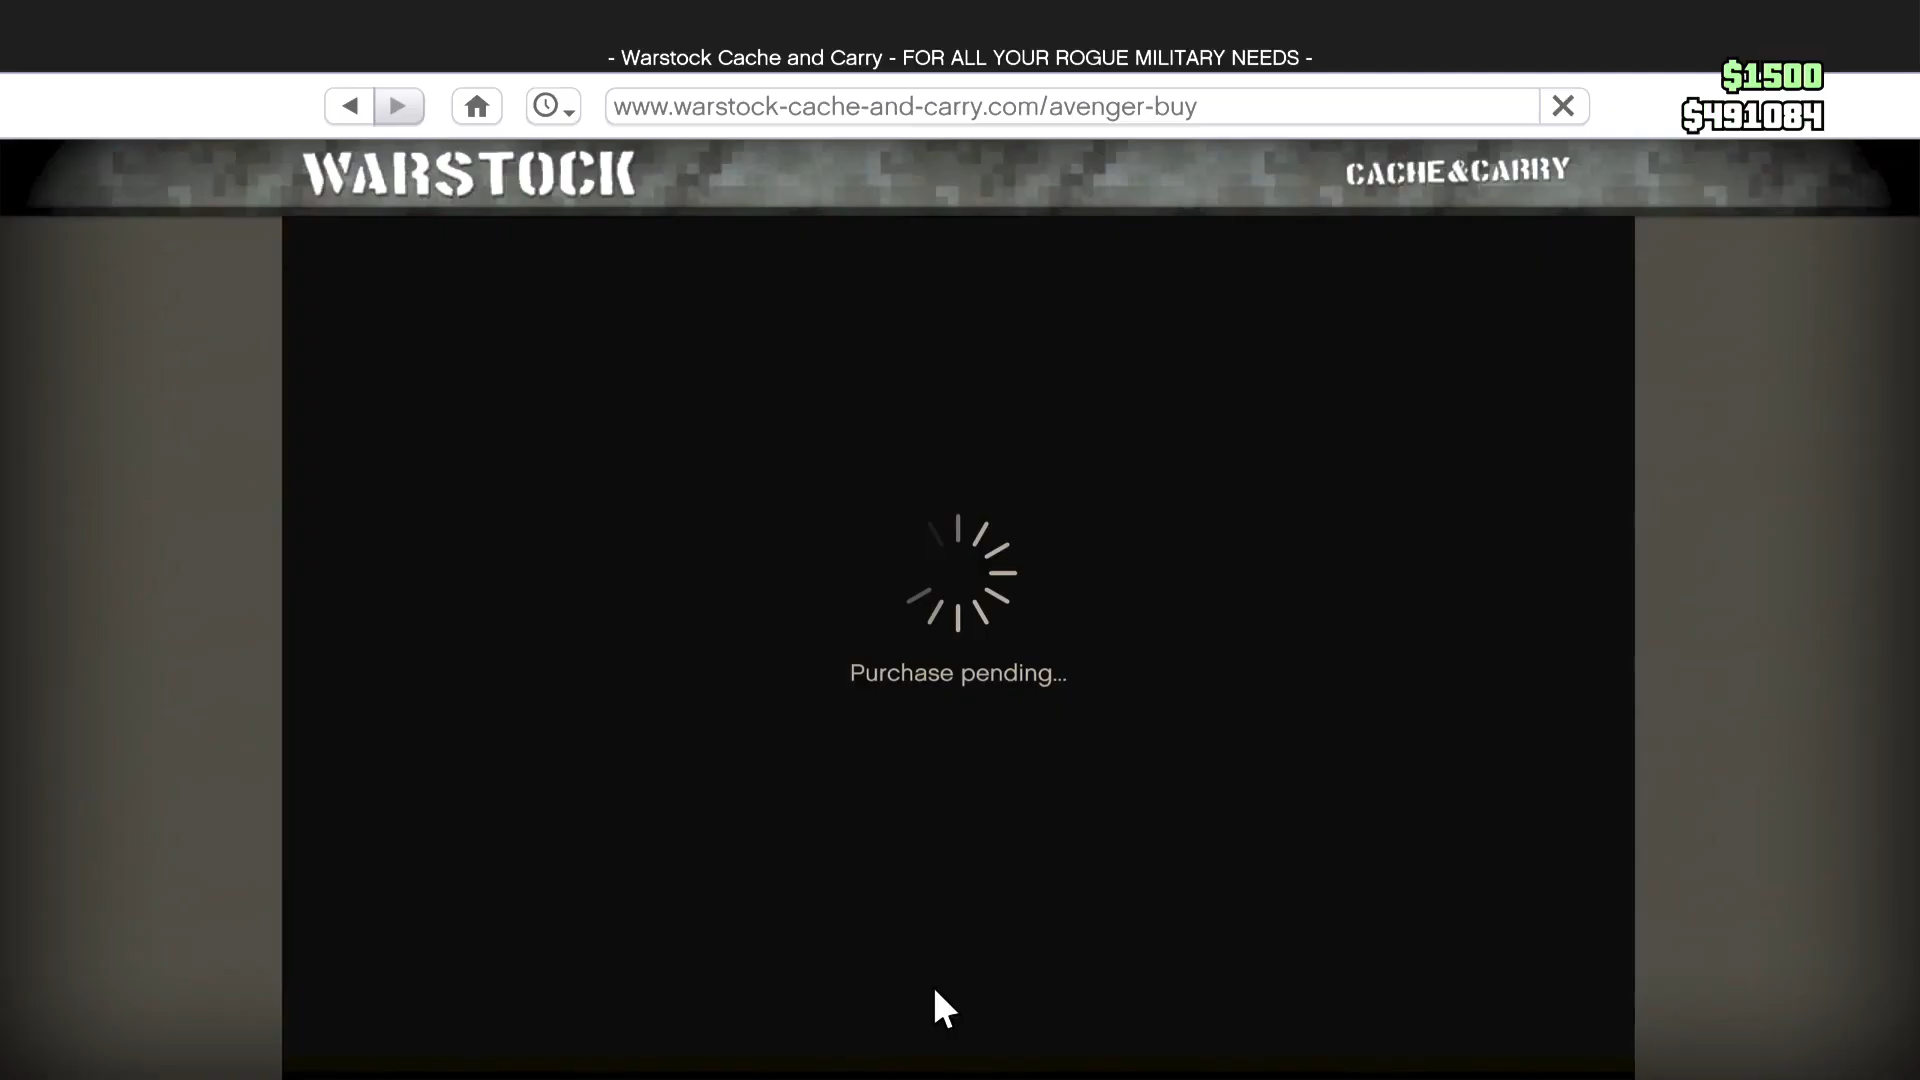 - Warstock Cache and Carry - FOR ALL YOUR ROGUE MILITARY NEEDS -
$1500
www.warstock-cache-and-carry.com/avenger-buy
$491084
WARSTOCK
CACHE&CARRY
Purchase pending...